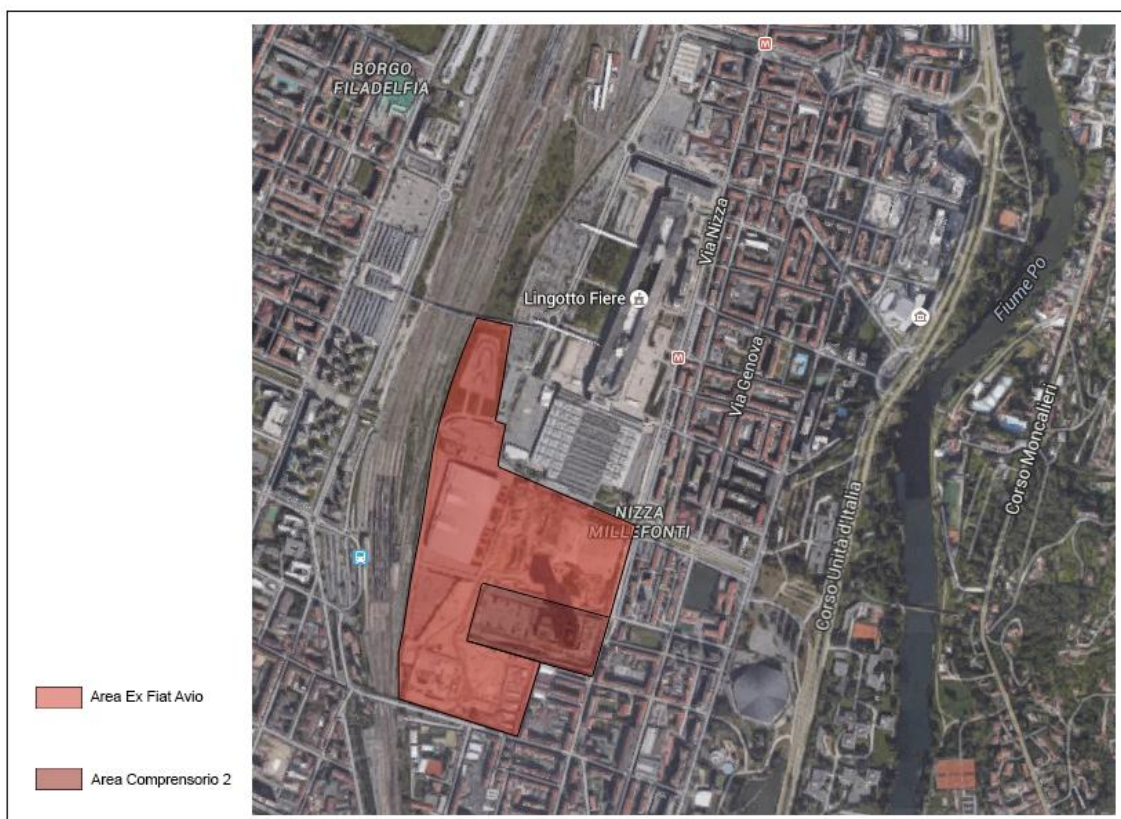 BORGO
FILADELFIA
M
Via Nizza
Lingotto Fiere
Fiume Po
M
Via Genova
Corso Moncalieri
NIZZA
MILLEFONTI
Corso Unità d'Italia
Area Ex Fiat Avio
Area Comprensorio 2